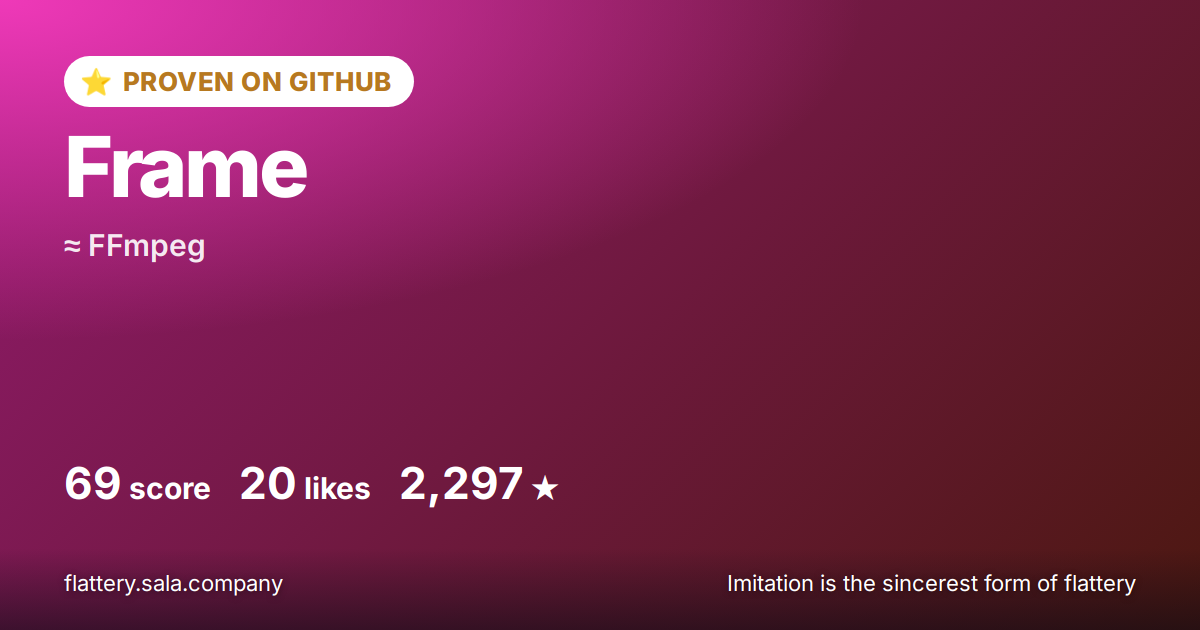 ⭐ PROVEN ON GITHUB
Frame
≈ FFmpeg
69 score 20 likes 2,297 ★
flattery.sala.company
Imitation is the sincerest form of flattery